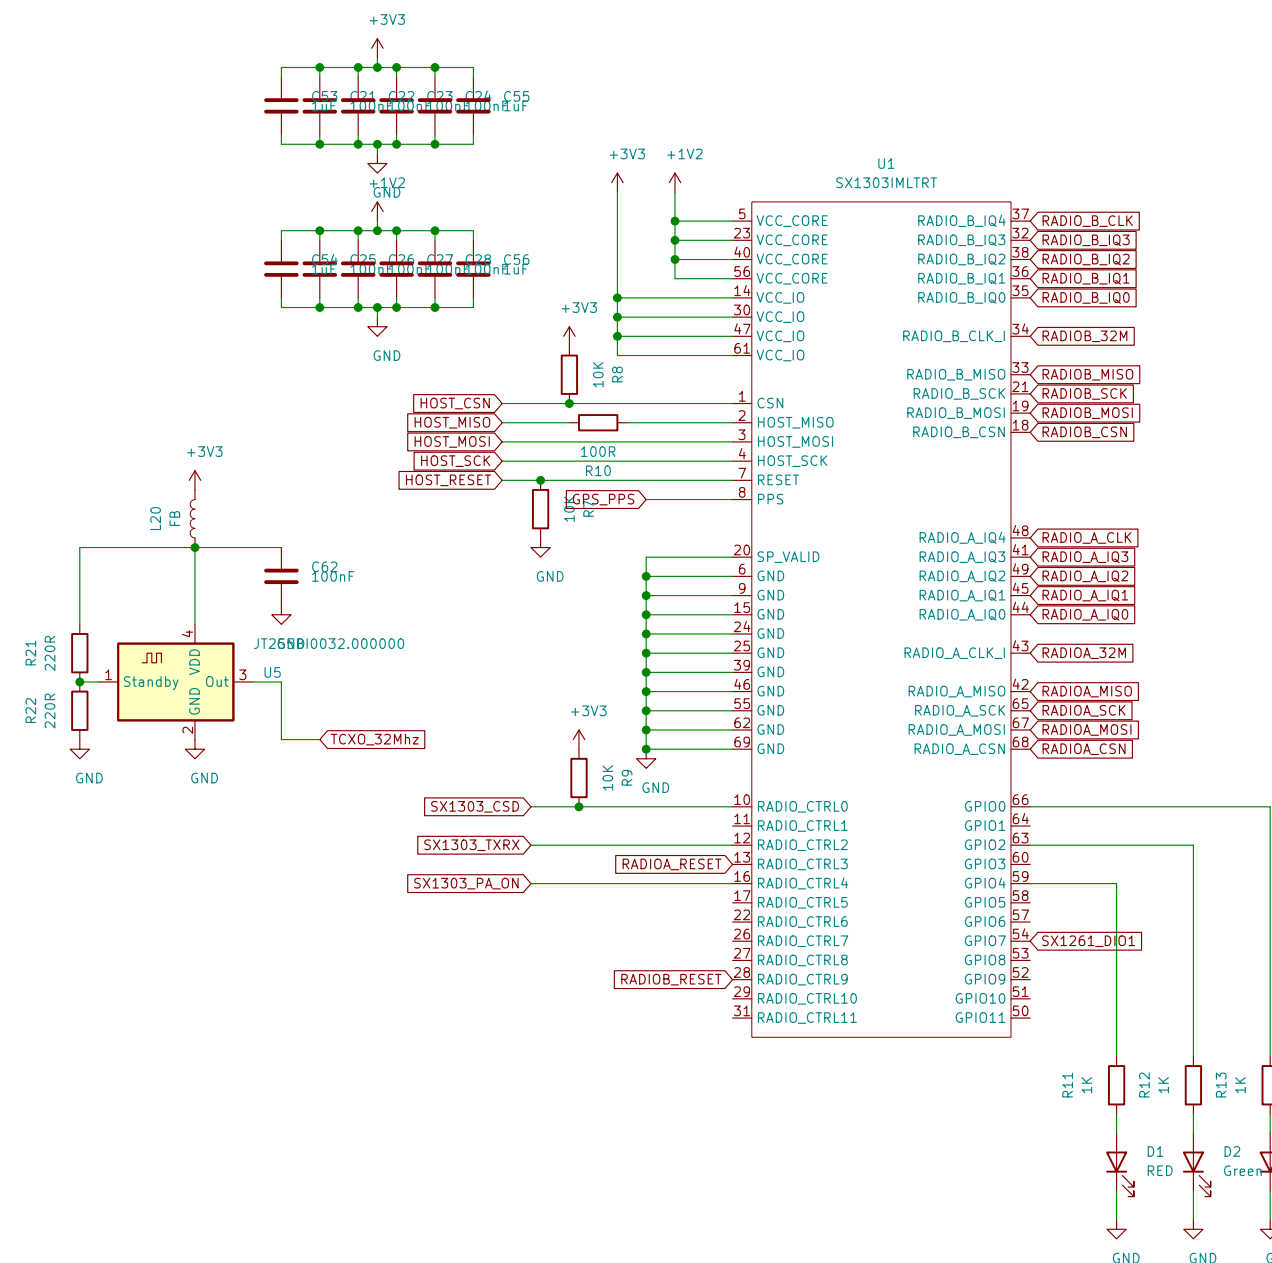 +3V3
C53
1uF
C21
100nF
C22
100nF
C23
100nF
C24
100nF
C55
1uF
GND
+1V2
C54
1uF
C25
100nF
C26
100nF
C27
100nF
C28
100nF
C56
1uF
GND
+3V3
+1V2
U1
SX1303IMLTRT
5 VCC_CORE
23 VCC_CORE
40 VCC_CORE
56 VCC_CORE
14 VCC_IO
30 VCC_IO
47 VCC_IO
61 VCC_IO
+3V3
10K
R8
HOST_CSN 1 CSN
HOST_MISO 2 HOST_MISO
HOST_MOSI 3 HOST_MOSI
100R
R10
HOST_SCK 4 HOST_SCK
HOST_RESET 7 RESET
GPS_PPS 8 PPS
10K
R7
GND
20 SP_VALID
6 GND
9 GND
15 GND
24 GND
25 GND
39 GND
46 GND
55 GND
62 GND
69 GND
GND
+3V3
10K
R9
SX1303_CSD 10 RADIO_CTRL0
11 RADIO_CTRL1
SX1303_TXRX 12 RADIO_CTRL2
RADIOA_RESET 13 RADIO_CTRL3
SX1303_PA_ON 16 RADIO_CTRL4
17 RADIO_CTRL5
22 RADIO_CTRL6
26 RADIO_CTRL7
27 RADIO_CTRL8
RADIOB_RESET 28 RADIO_CTRL9
29 RADIO_CTRL10
31 RADIO_CTRL11
RADIO_B_IQ4 37 RADIO_B_CLK
RADIO_B_IQ3 32 RADIO_B_IQ3
RADIO_B_IQ2 38 RADIO_B_IQ2
RADIO_B_IQ1 36 RADIO_B_IQ1
RADIO_B_IQ0 35 RADIO_B_IQ0
RADIO_B_CLK_I 34 RADIOB_32M
RADIO_B_MISO 33 RADIOB_MISO
RADIO_B_SCK 21 RADIOB_SCK
RADIO_B_MOSI 19 RADIOB_MOSI
RADIO_B_CSN 18 RADIOB_CSN
RADIO_A_IQ4 48 RADIO_A_CLK
RADIO_A_IQ3 41 RADIO_A_IQ3
RADIO_A_IQ2 49 RADIO_A_IQ2
RADIO_A_IQ1 45 RADIO_A_IQ1
RADIO_A_IQ0 44 RADIO_A_IQ0
RADIO_A_CLK_I 43 RADIOA_32M
RADIO_A_MISO 42 RADIOA_MISO
RADIO_A_SCK 65 RADIOA_SCK
RADIO_A_MOSI 67 RADIOA_MOSI
RADIO_A_CSN 68 RADIOA_CSN
GPIO0 66
GPIO1 64
GPIO2 63
GPIO3 60
GPIO4 59
GPIO5 58
GPIO6 57
GPIO7 54 SX1261_DIO1
GPIO8 53
GPIO9 52
GPIO10 51
GPIO11 50
+3V3
L20
FB
C62
100nF
GND
R21
220R
R22
220R
1 Standby
4 VDD
GND 2
Out 3
U5
TCXO_32Mhz
GND
GND
R11
1K
R12
1K
R13
1K
D1
RED
D2
Green
GND
GND